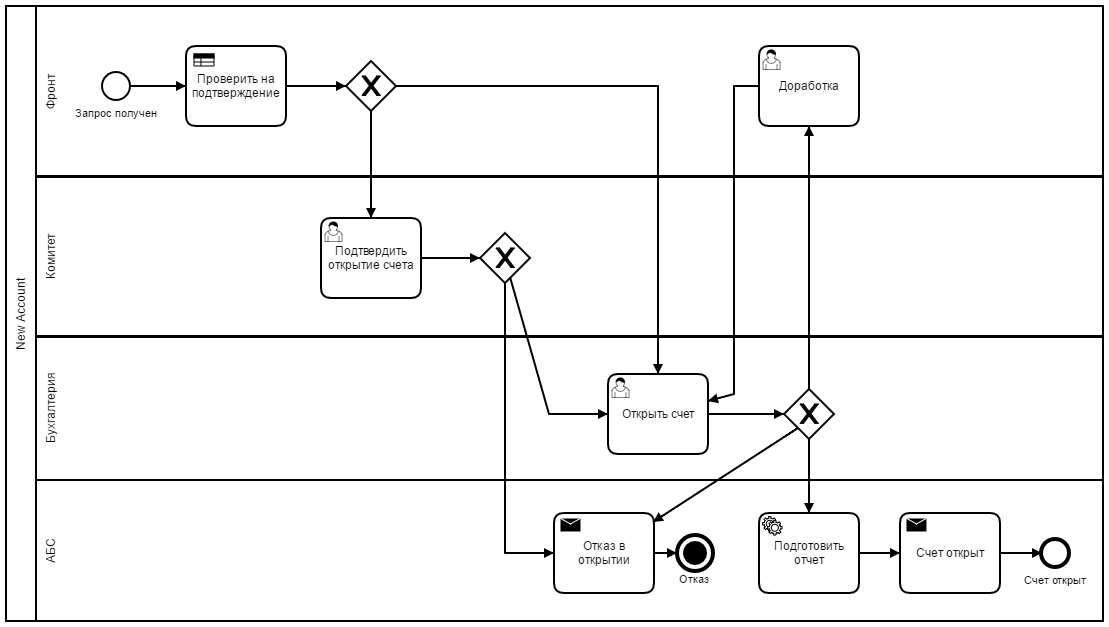 New Account
Фронт
Запрос получен
Проверить на
подтверждение
Доработка
Комитет
Подтвердить
открытие счета
Бухгалтерия
Открыть счет
АБС
Отказ в
открытии
Отказ
Подготовить
отчет
Счет открыт
Счет открыт